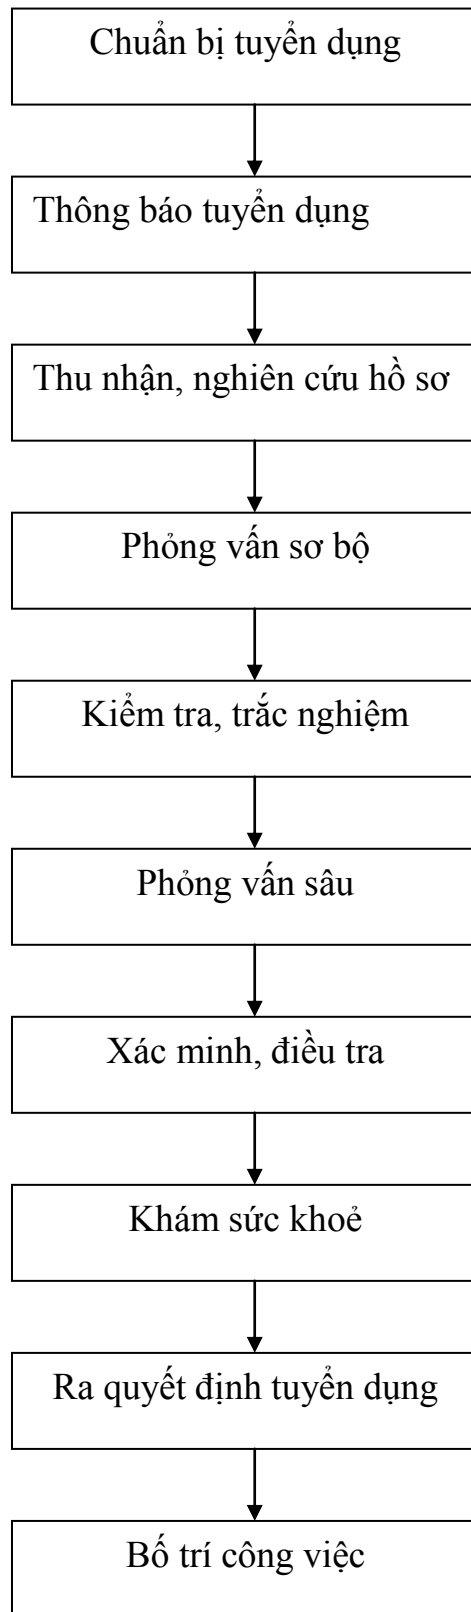 Chuẩn bị tuyển dụng
Thông báo tuyển dụng
Thu nhận, nghiên cứu hồ sơ
Phỏng vấn sơ bộ
Kiểm tra, trắc nghiệm
Phỏng vấn sâu
Xác minh, điều tra
Khám sức khoẻ
Ra quyết định tuyển dụng
Bố trí công việc